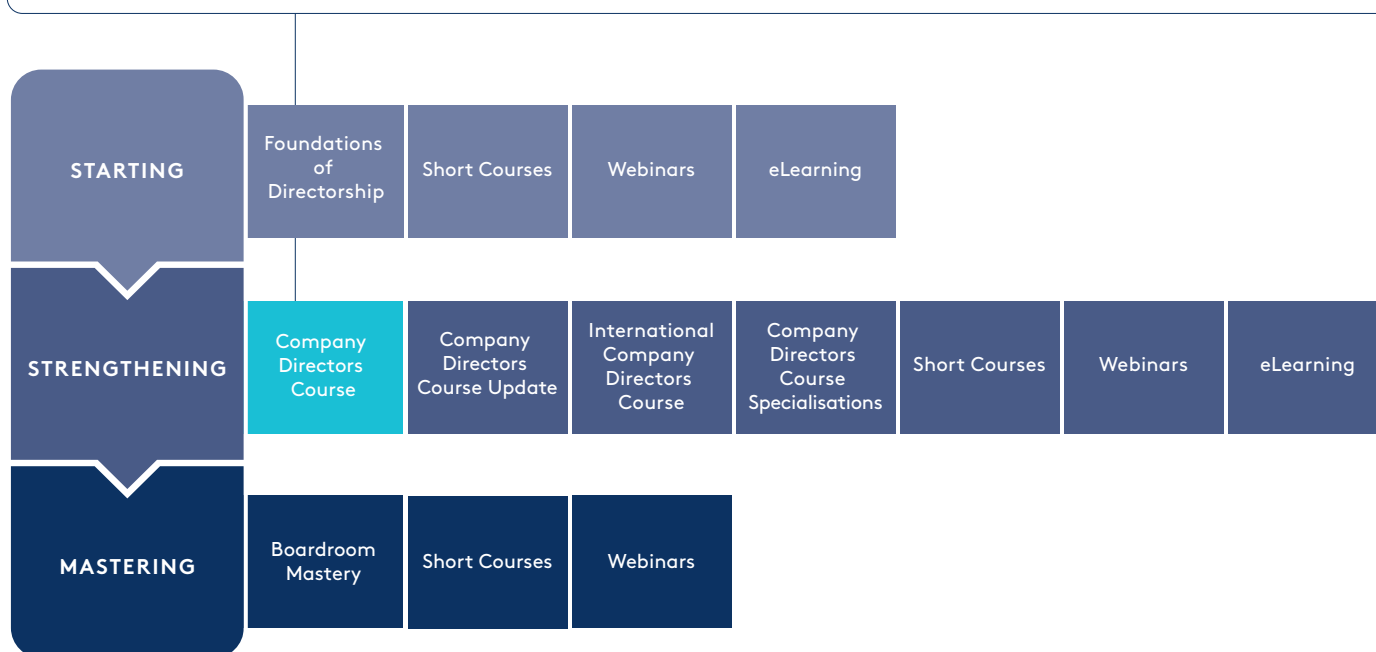 STARTING
Foundations
of
Directorship
Short Courses
Webinars
eLearning
STRENGTHENING
Company
Directors
Course
Company
Directors
Course Update
International
Company
Directors
Course
Company
Directors
Course
Specialisations
Short Courses
Webinars
eLearning
MASTERING
Boardroom
Mastery
Short Courses
Webinars